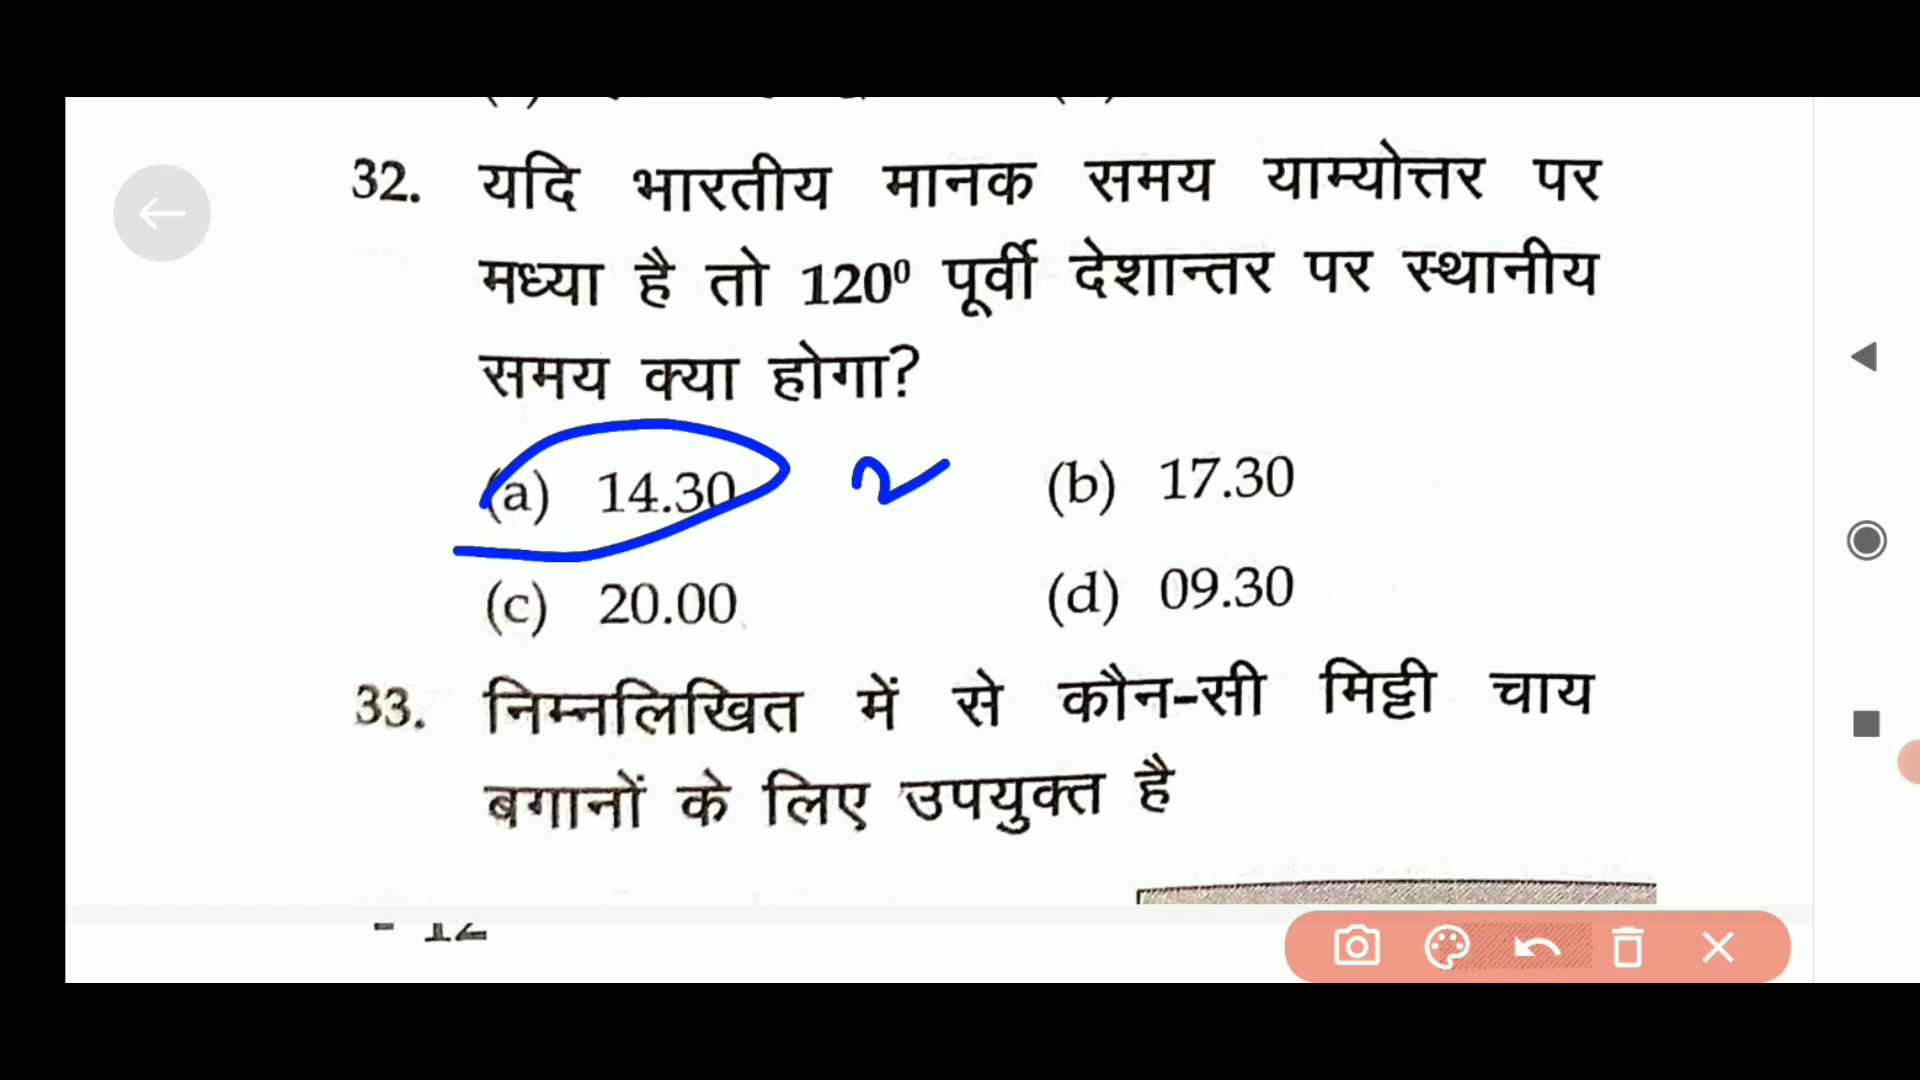 32. यदि भारतीय मानक समय याम्योत्तर पर
मध्या है तो 120⁰ पूर्वी देशान्तर पर स्थानीय
समय क्या होगा?
(a) 14.30 (b) 17.30
(c) 20.00 (d) 09.30
33. निम्नलिखित में से कौन-सी मिट्टी चाय
बगानों के लिए उपयुक्त है